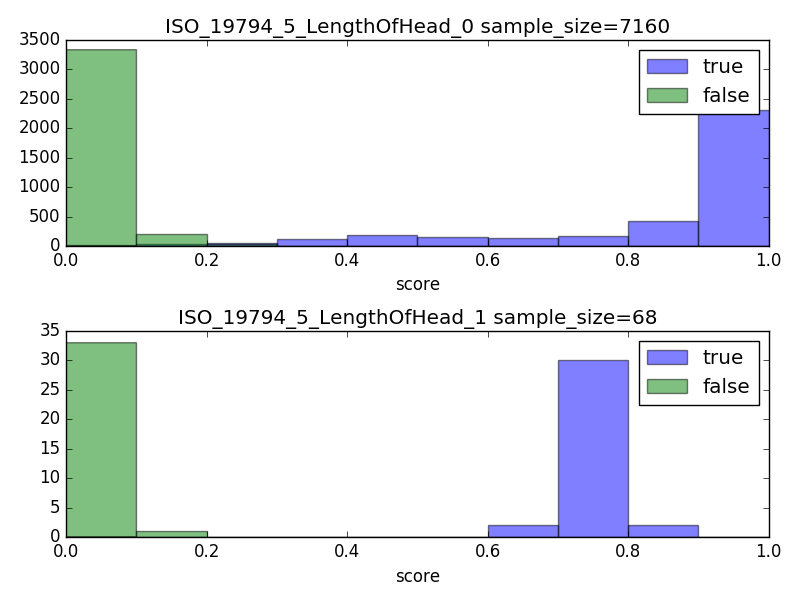 ISO_19794_5_LengthOfHead_0 sample_size=7160
3500
3000
2500
2000
1500
1000
500
0
true
false
0.0 0.2 0.4 0.6 0.8 1.0
score
ISO_19794_5_LengthOfHead_1 sample_size=68
35
30
25
20
15
10
5
0
true
false
0.0 0.2 0.4 0.6 0.8 1.0
score